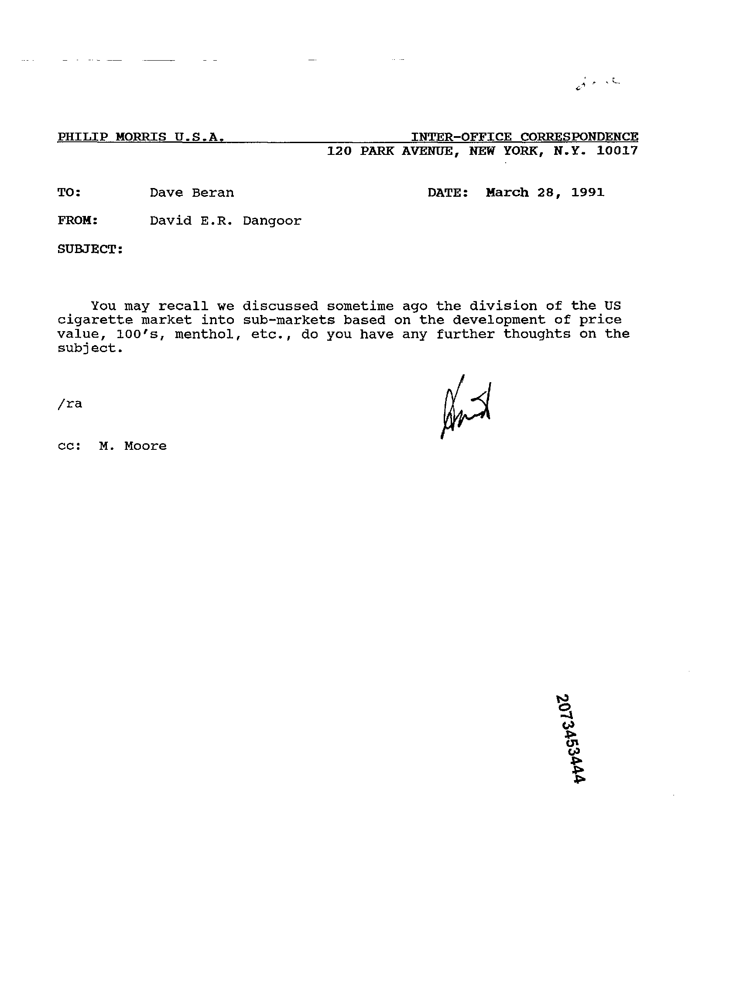 PHILIP MORRIS U.S.A. INTER-OFFICE CORRESPONDENCE
120 PARK AVENUE, NEW YORK, N.Y. 10017
TO: Dave Beran DATE: March 28, 1991
FROM: David E.R. Dangoor
SUBJECT:
You may recall we discussed sometime ago the division of the US
cigarette market into sub-markets based on the development of price
value, 100's, menthol, etc., do you have any further thoughts on the
subject.
/ra
cc: M. Moore
2073453444